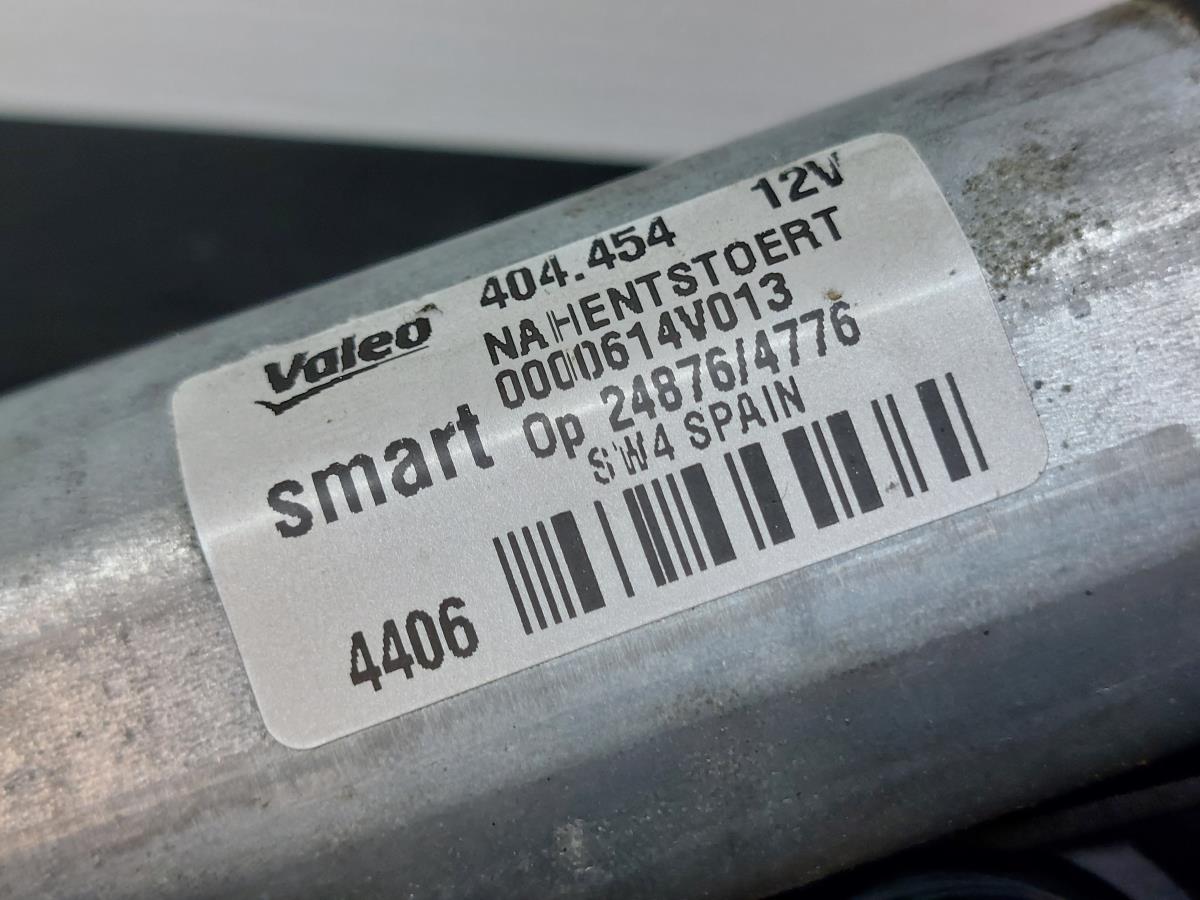 Valeo 404.454 12V
NAHENTSTOERT
0000614V013
smart Op 24876/4776
SW4 SPAIN
4406